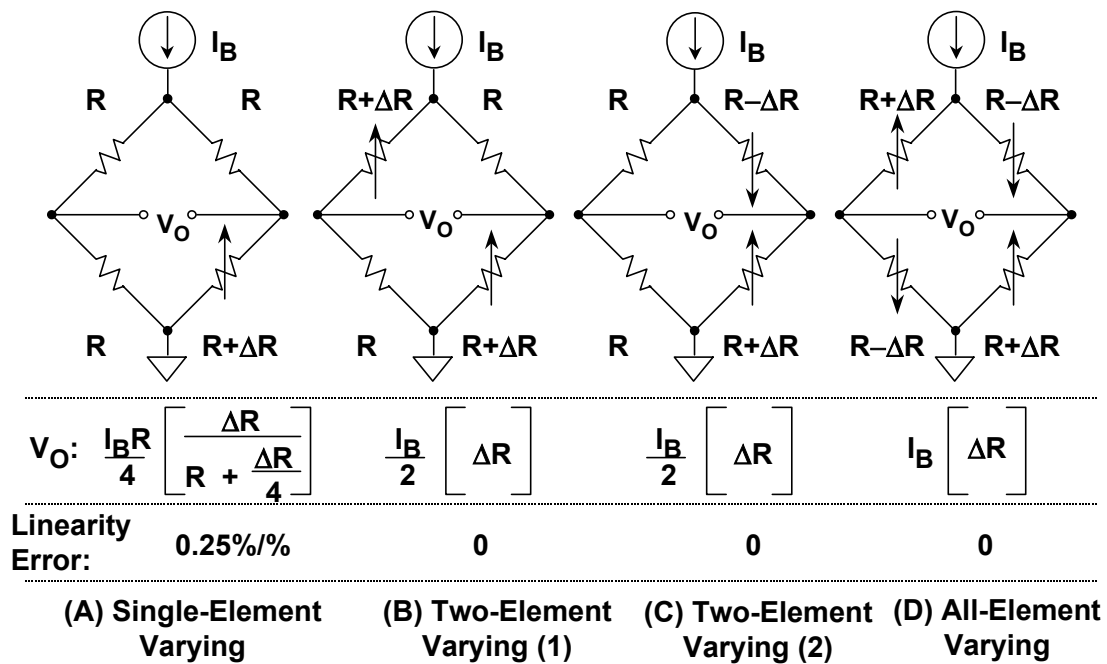 I_B I_B I_B I_B
R R R+ΔR R R R−ΔR R+ΔR R−ΔR
V_O V_O V_O V_O
R R+ΔR R R+ΔR R R+ΔR R−ΔR R+ΔR
V_O: I_B R / 4 [ ΔR / (R + ΔR/4) ] I_B / 2 [ ΔR ] I_B / 2 [ ΔR ] I_B [ ΔR ]
Linearity
Error: 0.25%/% 0 0 0
(A) Single-Element (B) Two-Element (C) Two-Element (D) All-Element
Varying Varying (1) Varying (2) Varying